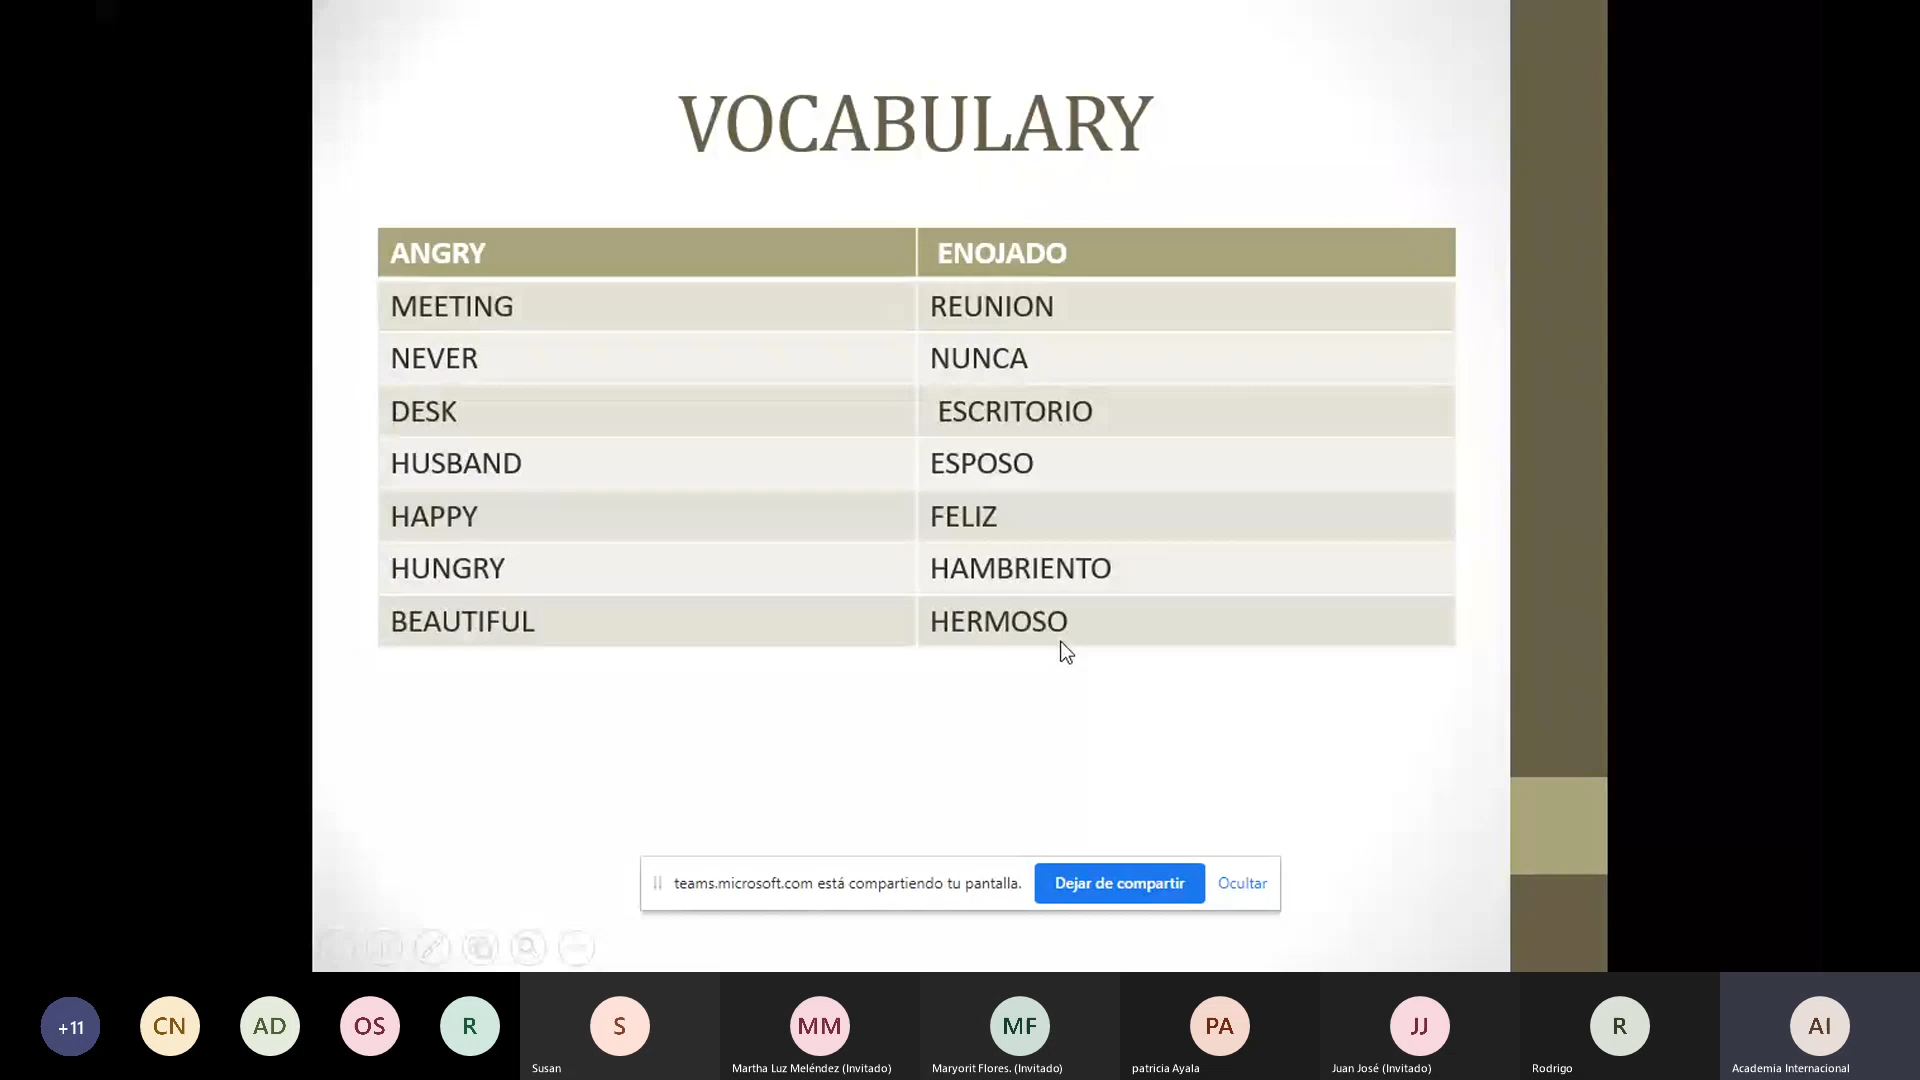 VOCABULARY
ANGRY ENOJADO
MEETING REUNION
NEVER NUNCA
DESK ESCRITORIO
HUSBAND ESPOSO
HAPPY FELIZ
HUNGRY HAMBRIENTO
BEAUTIFUL HERMOSO
teams.microsoft.com está compartiendo tu pantalla. Dejar de compartir Ocultar
+11 CN AD OS R S MM MF PA JJ R AI
Susan Martha Luz Meléndez (Invitado) Maryorit Flores. (Invitado) patricia Ayala Juan José (Invitado) Rodrigo Academia Internacional